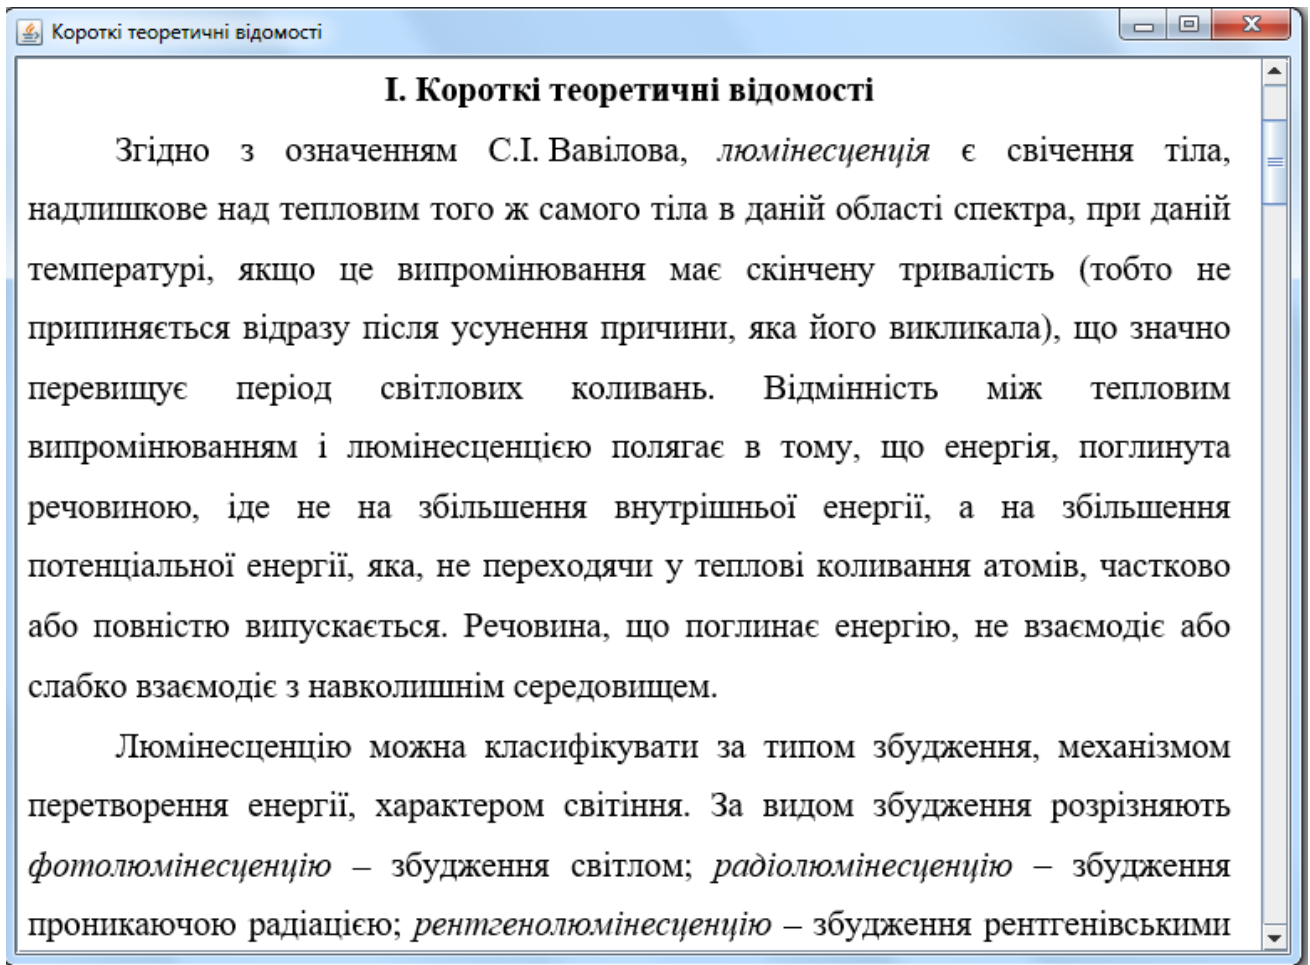 Короткі теоретичні відомості
І. Короткі теоретичні відомості
Згідно з означенням С.І. Вавілова, люмінесценція є свічення тіла,
надлишкове над тепловим того ж самого тіла в даній області спектра, при даній
температурі, якщо це випромінювання має скінчену тривалість (тобто не
припиняється відразу після усунення причини, яка його викликала), що значно
перевищує період світлових коливань. Відмінність між тепловим
випромінюванням і люмінесценцією полягає в тому, що енергія, поглинута
речовиною, іде не на збільшення внутрішньої енергії, а на збільшення
потенціальної енергії, яка, не переходячи у теплові коливання атомів, частково
або повністю випускається. Речовина, що поглинає енергію, не взаємодіє або
слабко взаємодіє з навколишнім середовищем.
Люмінесценцію можна класифікувати за типом збудження, механізмом
перетворення енергії, характером світіння. За видом збудження розрізняють
фотолюмінесценцію – збудження світлом; радіолюмінесценцію – збудження
проникаючою радіацією; рентгенолюмінесценцію – збудження рентгенівськими